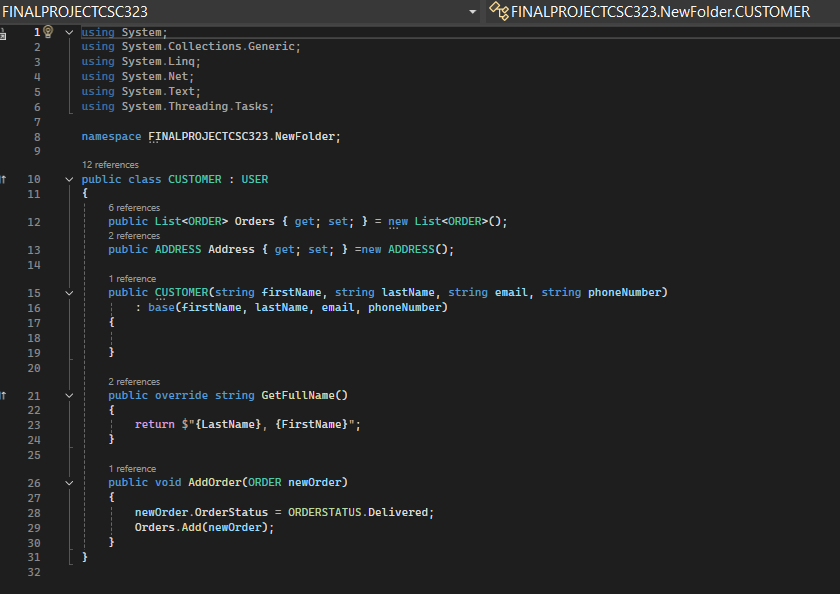 FINALPROJECTCSC323 FINALPROJECTCSC323.NewFolder.CUSTOMER
1 using System;
2 using System.Collections.Generic;
3 using System.Linq;
4 using System.Net;
5 using System.Text;
6 using System.Threading.Tasks;
7
8 namespace FINALPROJECTCSC323.NewFolder;
9
12 references
10 public class CUSTOMER : USER
11 {
6 references
12 public List<ORDER> Orders { get; set; } = new List<ORDER>();
2 references
13 public ADDRESS Address { get; set; } =new ADDRESS();
14
1 reference
15 public CUSTOMER(string firstName, string lastName, string email, string phoneNumber)
16 : base(firstName, lastName, email, phoneNumber)
17 {
18
19 }
20
2 references
21 public override string GetFullName()
22 {
23 return $"{LastName}, {FirstName}";
24 }
25
1 reference
26 public void AddOrder(ORDER newOrder)
27 {
28 newOrder.OrderStatus = ORDERSTATUS.Delivered;
29 Orders.Add(newOrder);
30 }
31 }
32